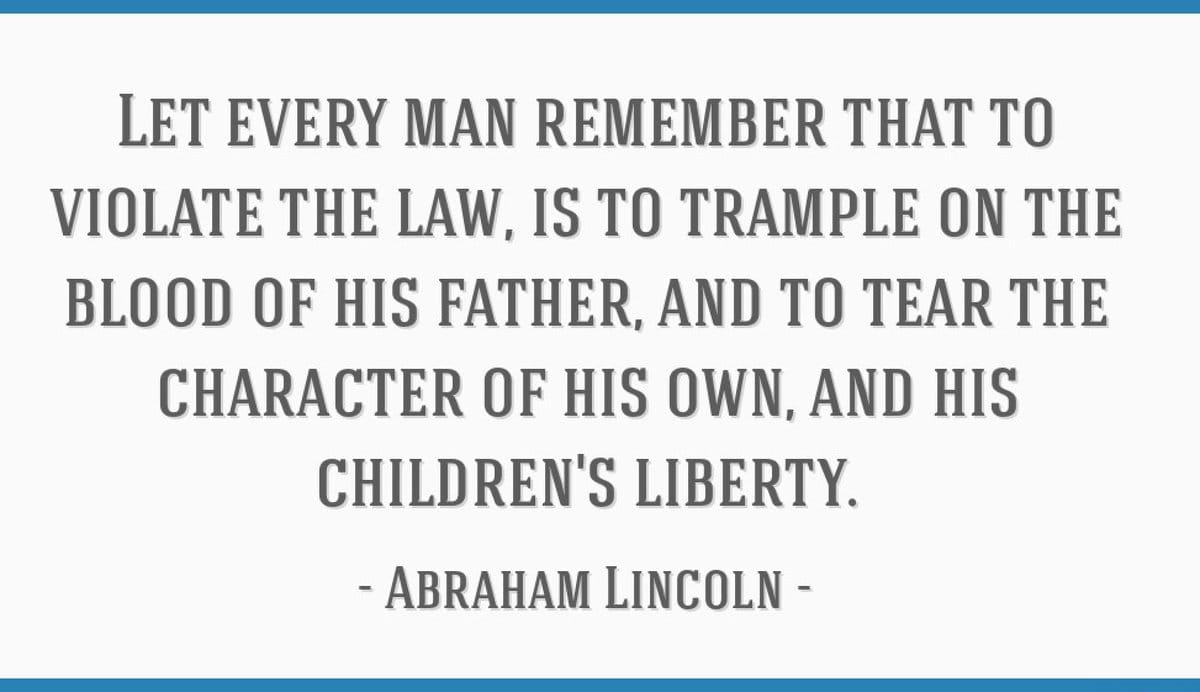 Let every man remember that to
violate the law, is to trample on the
blood of his father, and to tear the
character of his own, and his
children's liberty.
- Abraham Lincoln -